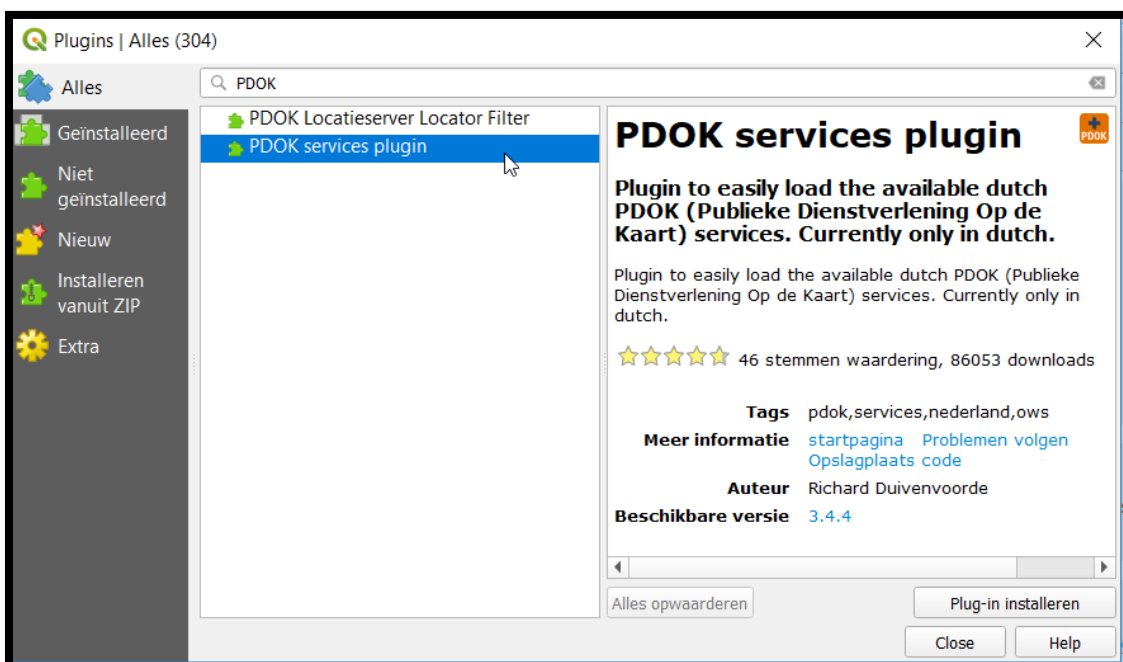 Plugins | Alles (304)
Alles
Geïnstalleerd
Niet
geïnstalleerd
Nieuw
Installeren
vanuit ZIP
Extra
PDOK
PDOK Locatieserver Locator Filter
PDOK services plugin
PDOK services plugin
PDOK
Plugin to easily load the available dutch
PDOK (Publieke Dienstverlening Op de
Kaart) services. Currently only in dutch.
Plugin to easily load the available dutch PDOK (Publieke
Dienstverlening Op de Kaart) services. Currently only in
dutch.
46 stemmen waardering, 86053 downloads
Tags pdok,services,nederland,ows
Meer informatie startpagina Problemen volgen
Opslagplaats code
Auteur Richard Duivenvoorde
Beschikbare versie 3.4.4
Alles opwaarderen Plug-in installeren
Close Help